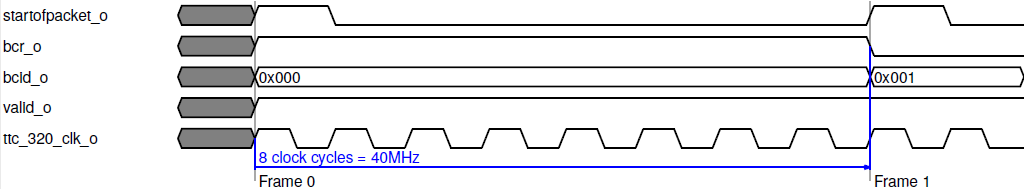 startofpacket_o
bcr_o
bcid_o 0x000 0x001
valid_o
ttc_320_clk_o
8 clock cycles = 40MHz
Frame 0 Frame 1